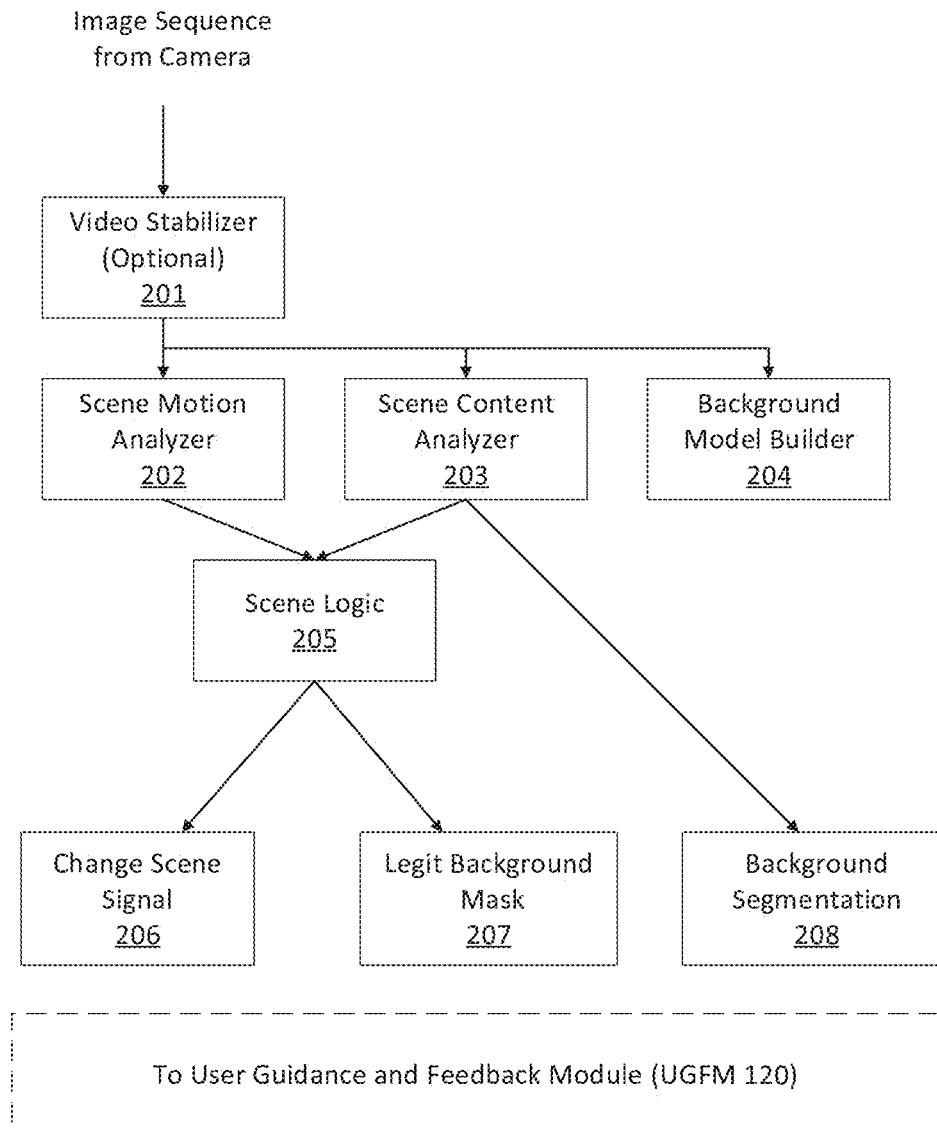 Image Sequence
from Camera
Video Stabilizer
(Optional)
201
Scene Motion
Analyzer
202
Scene Content
Analyzer
203
Background
Model Builder
204
Scene Logic
205
Change Scene
Signal
206
Legit Background
Mask
207
Background
Segmentation
208
To User Guidance and Feedback Module (UGFM 120)